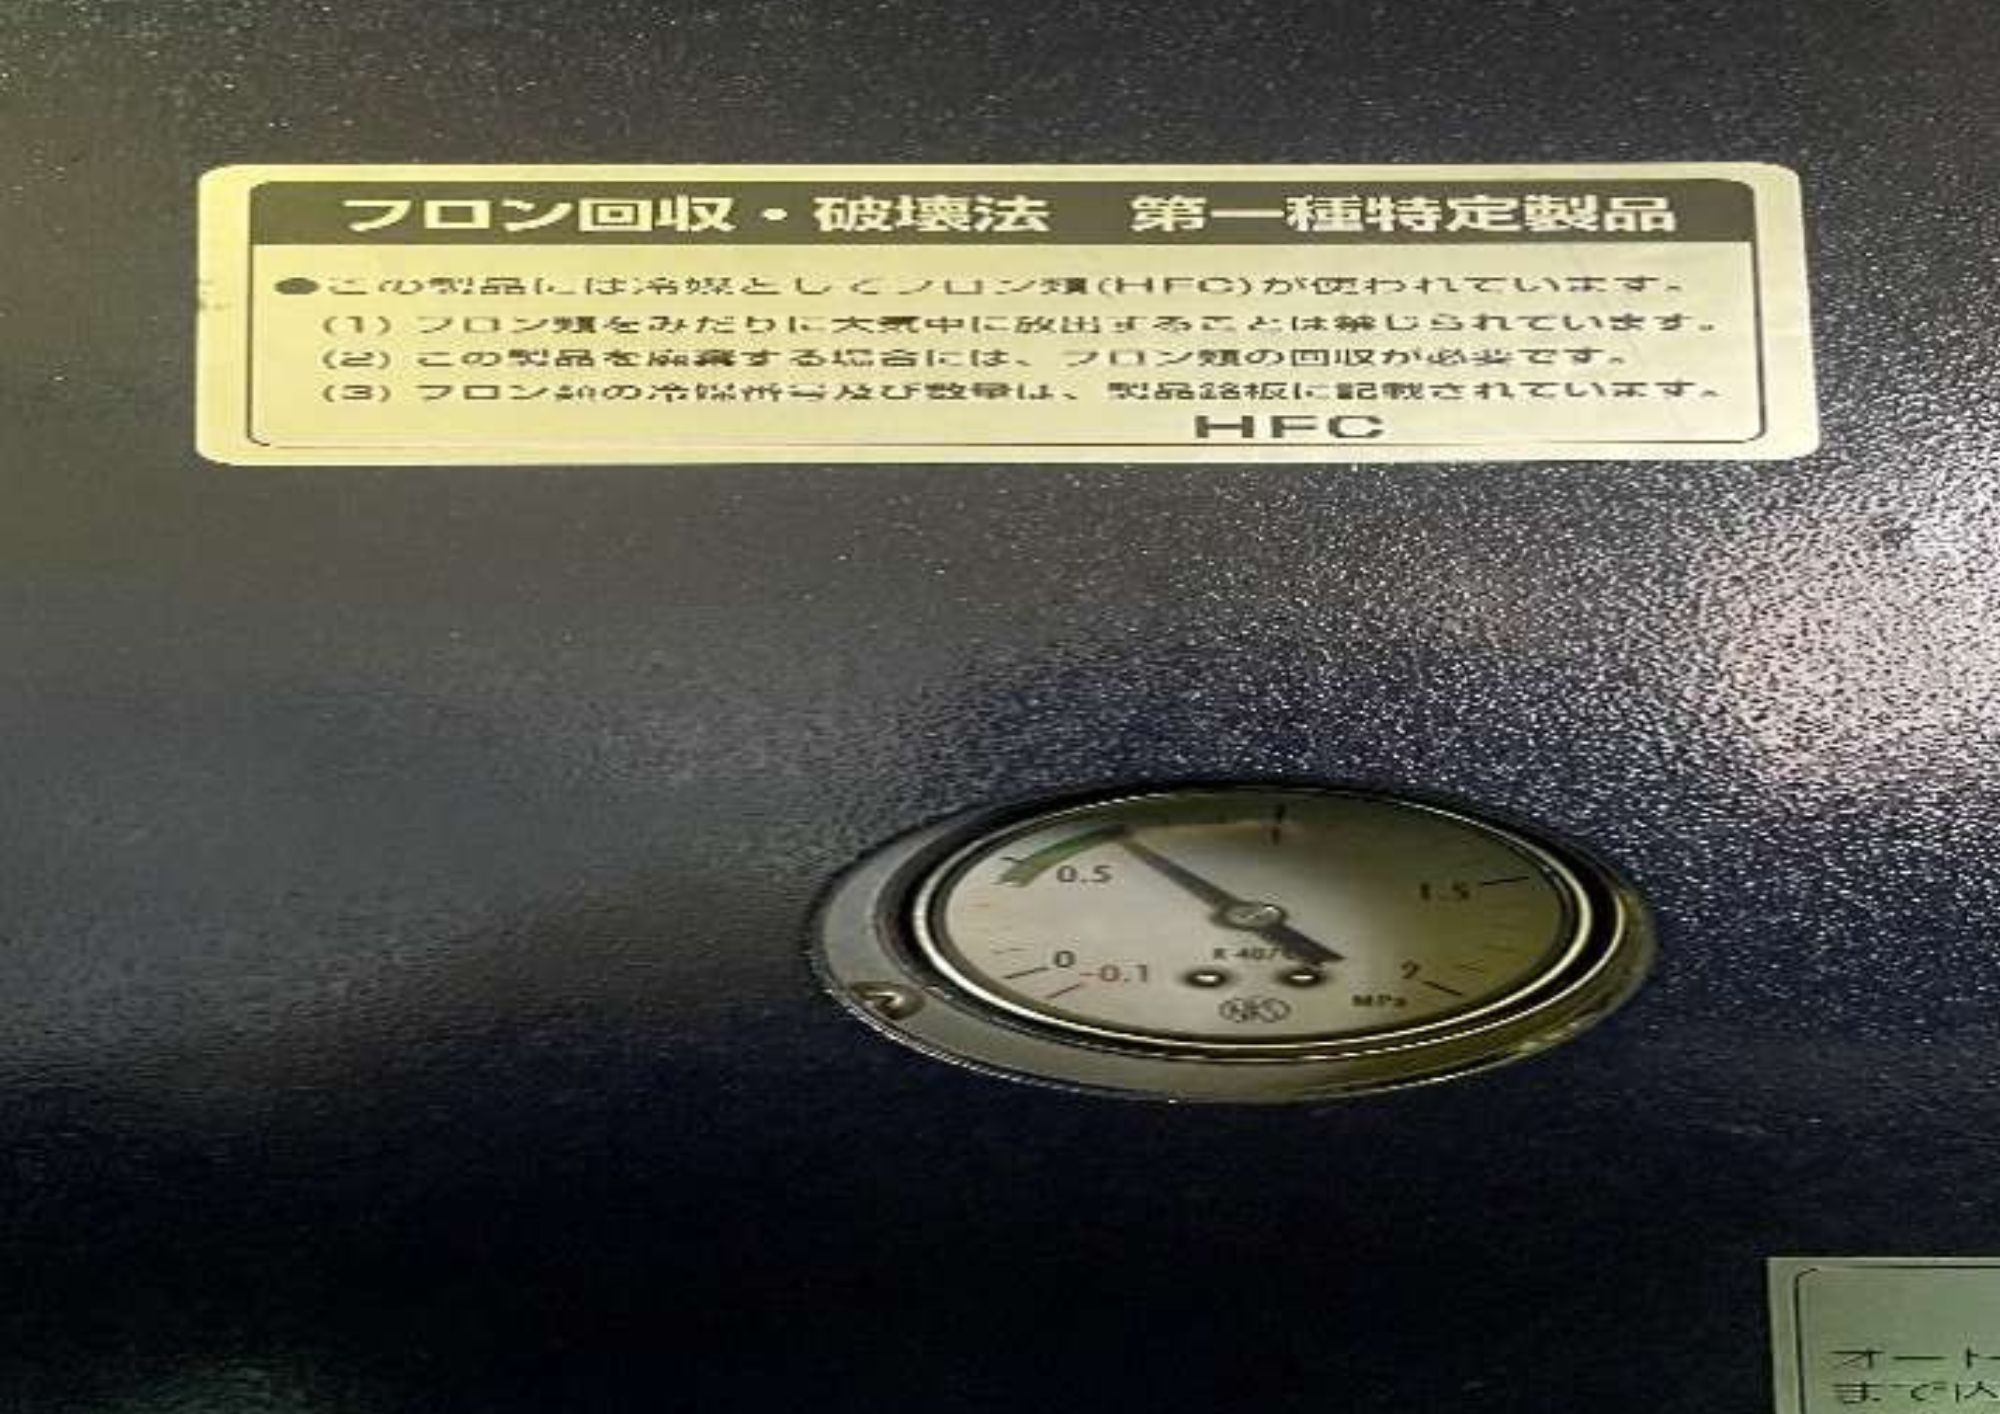 フロン回収・破壊法　第一種特定製品
●この製品には冷媒としてフロン類(HFC)が使われています。
(1) フロン類をみだりに大気中に放出することは禁じられています。
(2) この製品を廃棄する場合には、フロン類の回収が必要です。
(3) フロン類の冷媒番号及び数量は、製品銘板に記載されています。
HFC
1
0.5
1.5
0
-0.1
R-407C
2
MPa
NKS
オート
まで